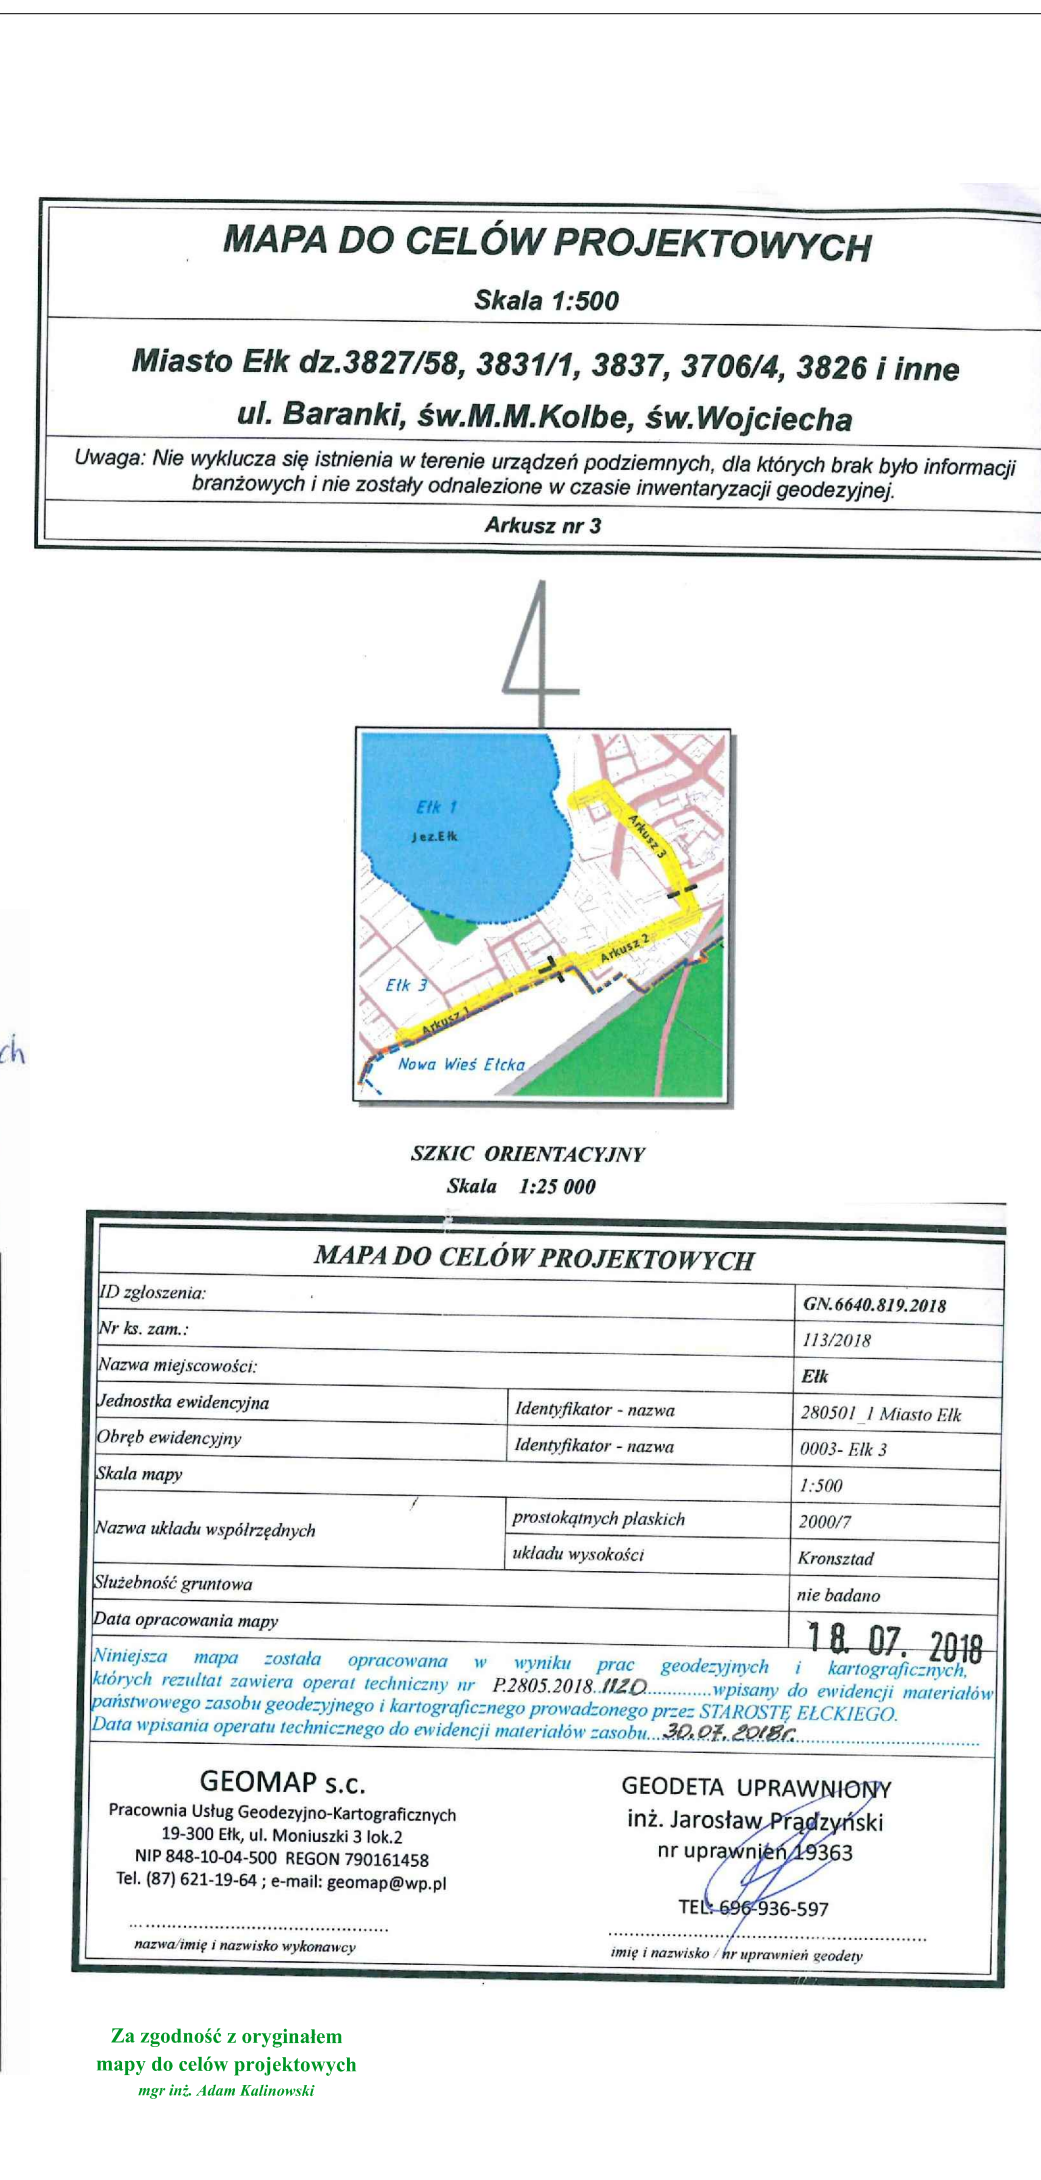 MAPA DO CELÓW PROJEKTOWYCH
Skala 1:500
Miasto Ełk dz.3827/58, 3831/1, 3837, 3706/4, 3826 i inne
ul. Baranki, św.M.M.Kolbe, św.Wojciecha
Uwaga: Nie wyklucza się istnienia w terenie urządzeń podziemnych, dla których brak było informacji
branżowych i nie zostały odnalezione w czasie inwentaryzacji geodezyjnej.
Arkusz nr 3
Ełk 1
Jez.Ełk
Arkusz 3
Arkusz 2
Ełk 3
Arkusz 1
Nowa Wieś Ełcka
ch
SZKIC ORIENTACYJNY
Skala 1:25 000
MAPA DO CELÓW PROJEKTOWYCH
ID zgłoszenia: GN.6640.819.2018
Nr ks. zam.: 113/2018
Nazwa miejscowości: Ełk
Jednostka ewidencyjna Identyfikator - nazwa 280501_1 Miasto Ełk
Obręb ewidencyjny Identyfikator - nazwa 0003- Ełk 3
Skala mapy 1:500
Nazwa układu współrzędnych prostokątnych płaskich 2000/7
układu wysokości Kronsztad
Służebność gruntowa nie badano
Data opracowania mapy 18. 07. 2018
Niniejsza mapa została opracowana w wyniku prac geodezyjnych i kartograficznych,
których rezultat zawiera operat techniczny nr P.2805.2018..1120.............wpisany do ewidencji materiałów
państwowego zasobu geodezyjnego i kartograficznego prowadzonego przez STAROSTĘ EŁCKIEGO.
Data wpisania operatu technicznego do ewidencji materiałów zasobu...30.07.2018r.
GEOMAP s.c.
Pracownia Usług Geodezyjno-Kartograficznych
19-300 Ełk, ul. Moniuszki 3 lok.2
NIP 848-10-04-500 REGON 790161458
Tel. (87) 621-19-64 ; e-mail: geomap@wp.pl
nazwa/imię i nazwisko wykonawcy
GEODETA UPRAWNIONY
inż. Jarosław Prądzyński
nr uprawnień 19363
TEL: 696-936-597
imię i nazwisko / nr uprawnień geodety
Za zgodność z oryginałem
mapy do celów projektowych
mgr inż. Adam Kalinowski